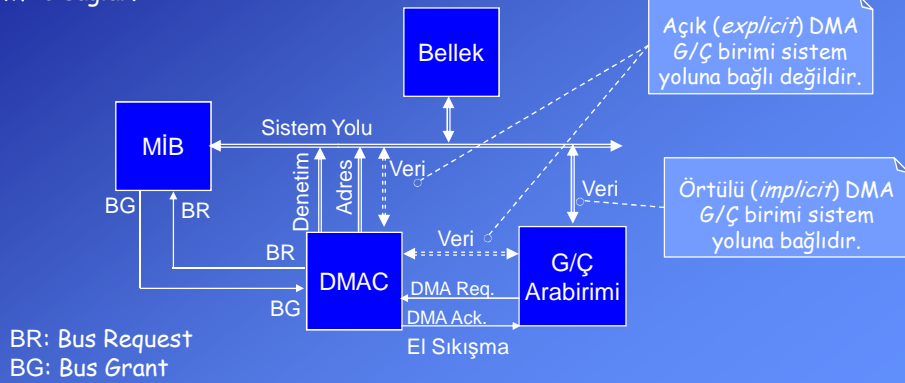 Bellek
Açık (explicit) DMA
G/Ç birimi sistem
yoluna bağlı değildir.
MİB
Sistem Yolu
Denetim
Adres
Veri
Veri
Örtülü (implicit) DMA
G/Ç birimi sistem
yoluna bağlıdır.
BG
BR
BR
BG
Veri
DMAC
G/Ç
Arabirimi
DMA Req.
DMA Ack.
El Sıkışma
BR: Bus Request
BG: Bus Grant